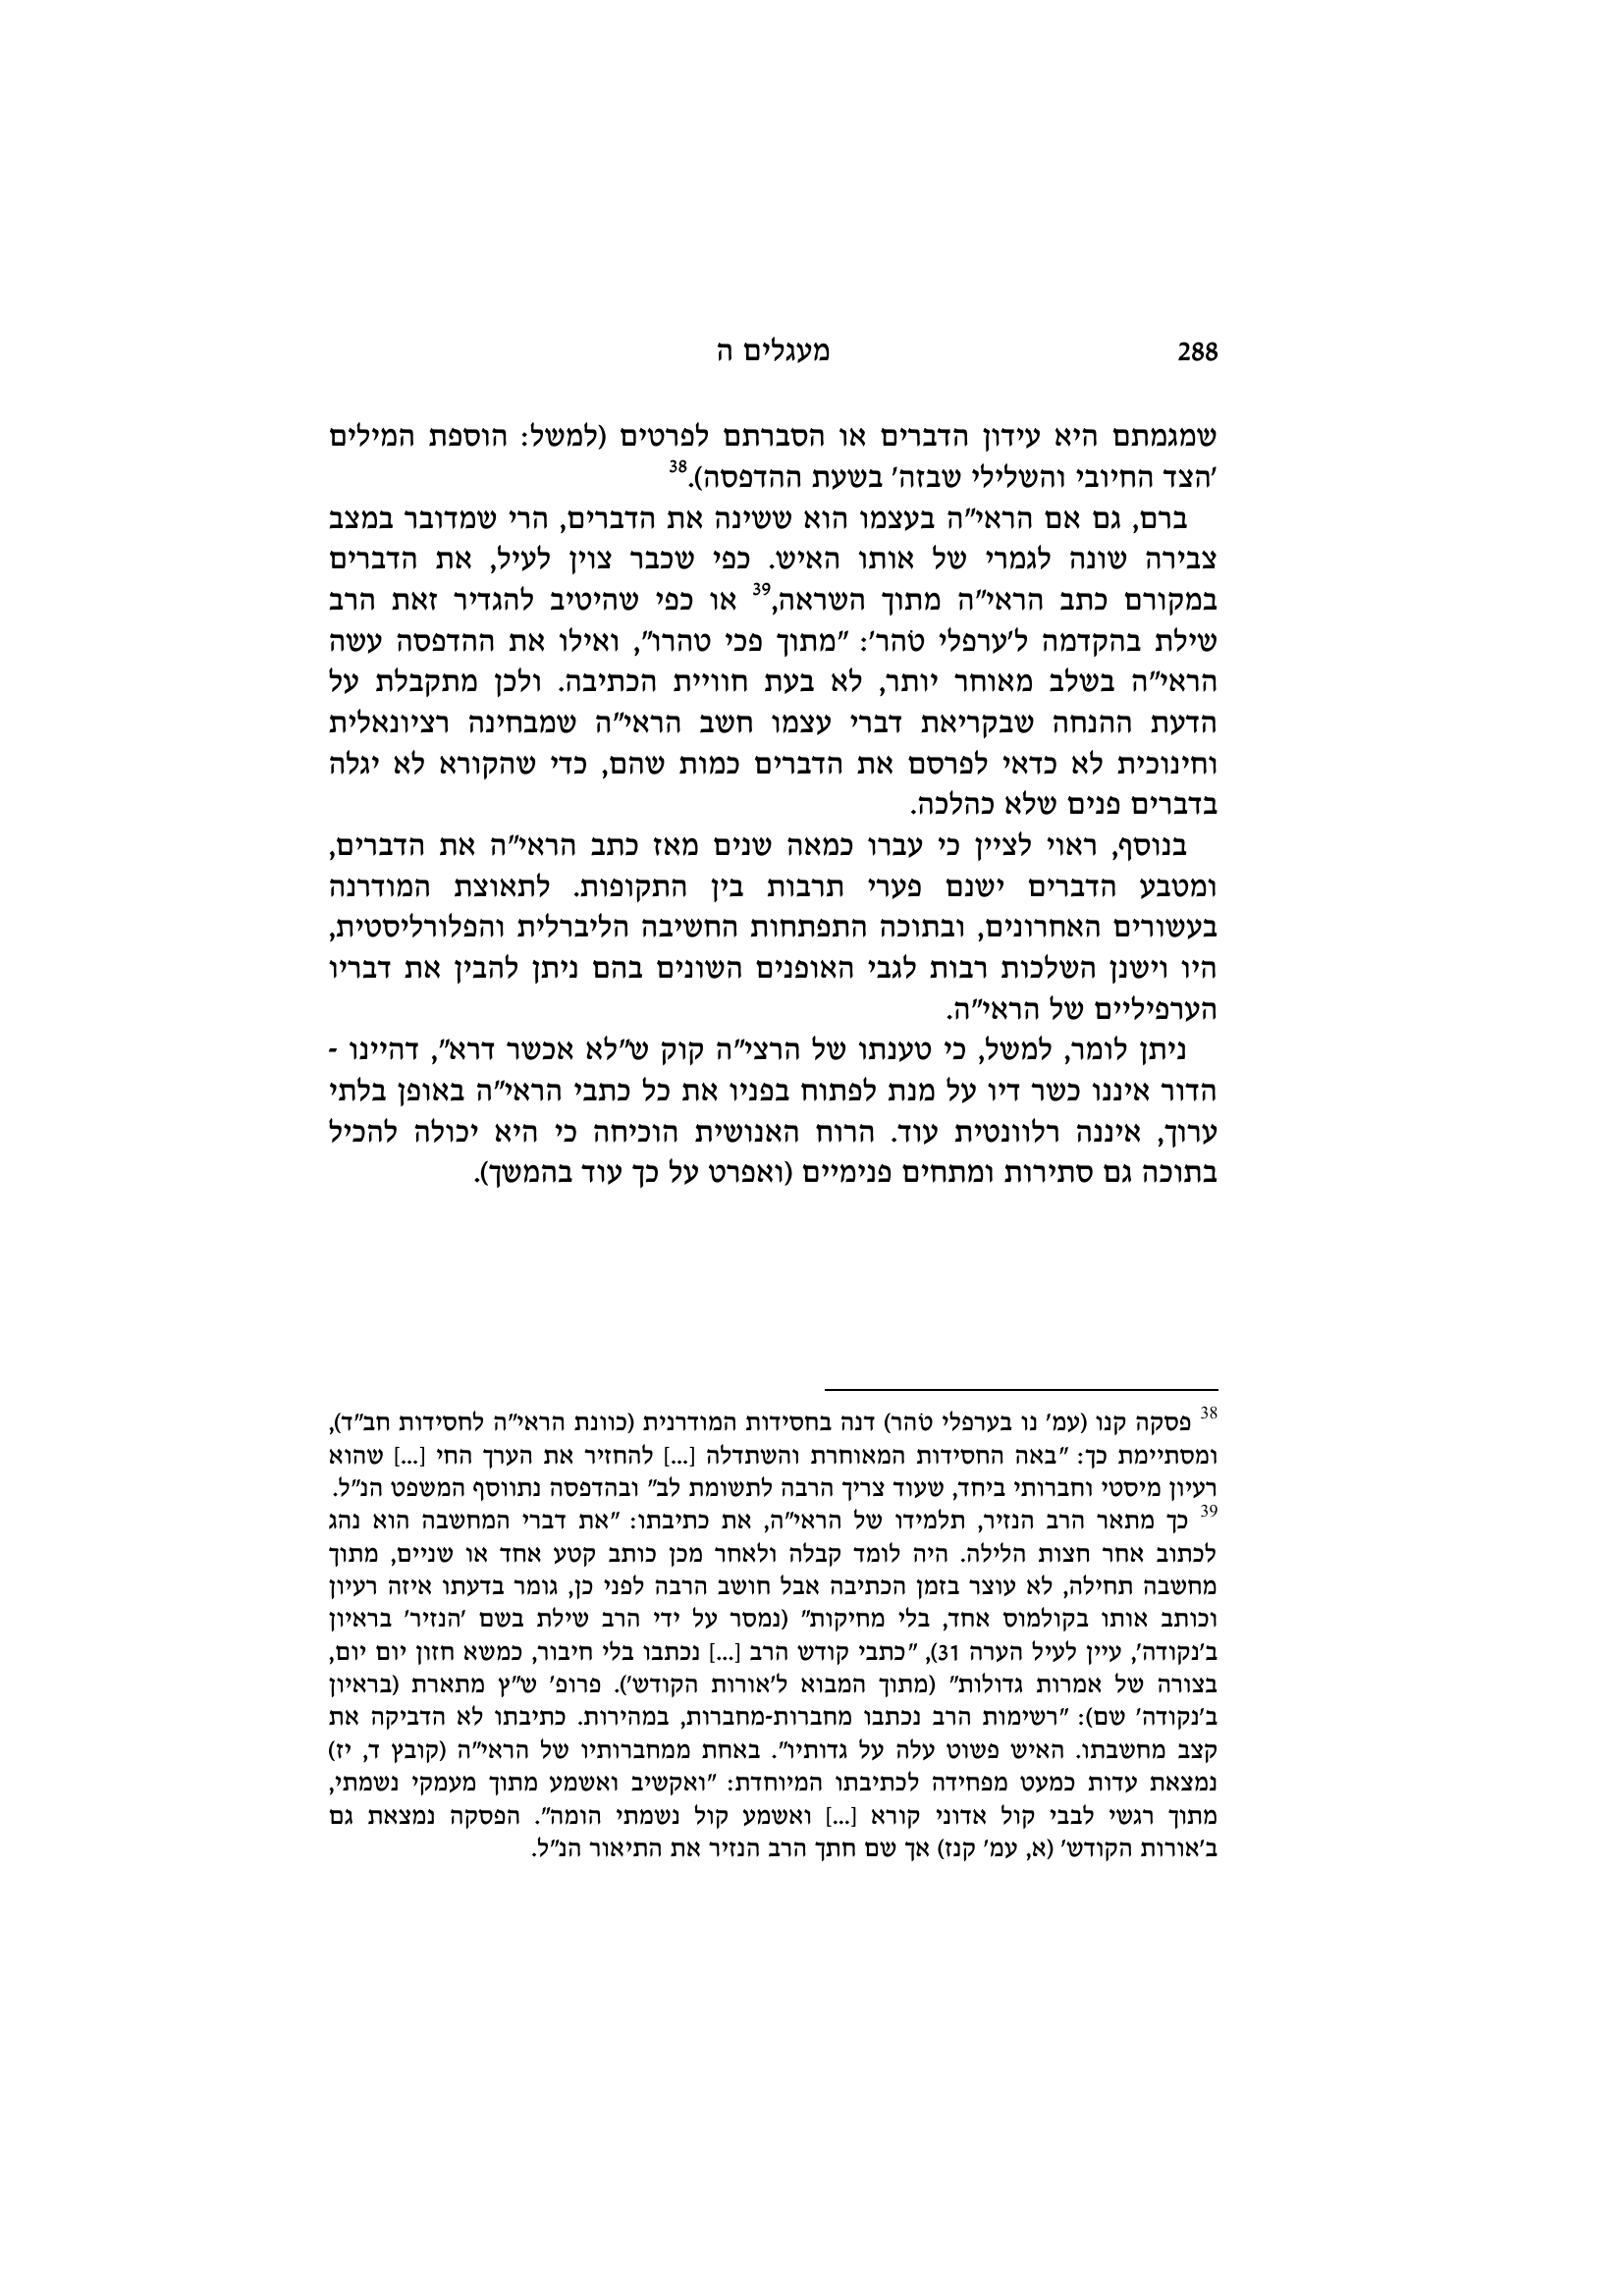 288 מעגלים ה
שמגמתם היא עידון הדברים או הסברתם לפרטים (למשל: הוספת המילים
'הצד החיובי והשלילי שבזה' בשעת ההדפסה).38
ברם, גם אם הראי"ה בעצמו הוא ששינה את הדברים, הרי שמדובר במצב
צבירה שונה לגמרי של אותו האיש. כפי שכבר צוין לעיל, את הדברים
במקורם כתב הראי"ה מתוך השראה,39 או כפי שהיטיב להגדיר זאת הרב
שילת בהקדמה ל'ערפלי טֹהר': "מתוך פכי טהרו", ואילו את ההדפסה עשה
הראי"ה בשלב מאוחר יותר, לא בעת חוויית הכתיבה. ולכן מתקבלת על
הדעת ההנחה שבקריאת דברי עצמו חשב הראי"ה שמבחינה רציונאלית
וחינוכית לא כדאי לפרסם את הדברים כמות שהם, כדי שהקורא לא יגלה
בדברים פנים שלא כהלכה.
בנוסף, ראוי לציין כי עברו כמאה שנים מאז כתב הראי"ה את הדברים,
ומטבע הדברים ישנם פערי תרבות בין התקופות. לתאוצת המודרנה
בעשורים האחרונים, ובתוכה התפתחות החשיבה הליברלית והפלורליסטית,
היו וישנן השלכות רבות לגבי האופנים השונים בהם ניתן להבין את דבריו
הערפיליים של הראי"ה.
ניתן לומר, למשל, כי טענתו של הרצי"ה קוק ש"לא אכשר דרא", דהיינו -
הדור איננו כשר דיו על מנת לפתוח בפניו את כל כתבי הראי"ה באופן בלתי
ערוך, איננה רלוונטית עוד. הרוח האנושית הוכיחה כי היא יכולה להכיל
בתוכה גם סתירות ומתחים פנימיים (ואפרט על כך עוד בהמשך).
38 פסקה קנו (עמ' נו בערפלי טֹהר) דנה בחסידות המודרנית (כוונת הראי"ה לחסידות חב"ד),
ומסתיימת כך: "באה החסידות המאוחרת והשתדלה [...] להחזיר את הערך החי [...] שהוא
רעיון מיסטי וחברותי ביחד, שעוד צריך הרבה לתשומת לב" ובהדפסה נתווסף המשפט הנ"ל.
39 כך מתאר הרב הנזיר, תלמידו של הראי"ה, את כתיבתו: "את דברי המחשבה הוא נהג
לכתוב אחר חצות הלילה. היה לומד קבלה ולאחר מכן כותב קטע אחד או שניים, מתוך
מחשבה תחילה, לא עוצר בזמן הכתיבה אבל חושב הרבה לפני כן, גומר בדעתו איזה רעיון
וכותב אותו בקולמוס אחד, בלי מחיקות" (נמסר על ידי הרב שילת בשם 'הנזיר' בראיון
ב'נקודה', עיין לעיל הערה 31), "כתבי קודש הרב [...] נכתבו בלי חיבור, כמשא חזון יום יום,
בצורה של אמרות גדולות" (מתוך המבוא ל'אורות הקודש'). פרופ' ש"ץ מתארת (בראיון
ב'נקודה' שם): "רשימות הרב נכתבו מחברות-מחברות, במהירות. כתיבתו לא הדביקה את
קצב מחשבתו. האיש פשוט עלה על גדותיו". באחת ממחברותיו של הראי"ה (קובץ ד, יז)
נמצאת עדות כמעט מפחידה לכתיבתו המיוחדת: "ואקשיב ואשמע מתוך מעמקי נשמתי,
מתוך רגשי לבבי קול אדוני קורא [...] ואשמע קול נשמתי הומה". הפסקה נמצאת גם
ב'אורות הקודש' (א, עמ' קנז) אך שם חתך הרב הנזיר את התיאור הנ"ל.